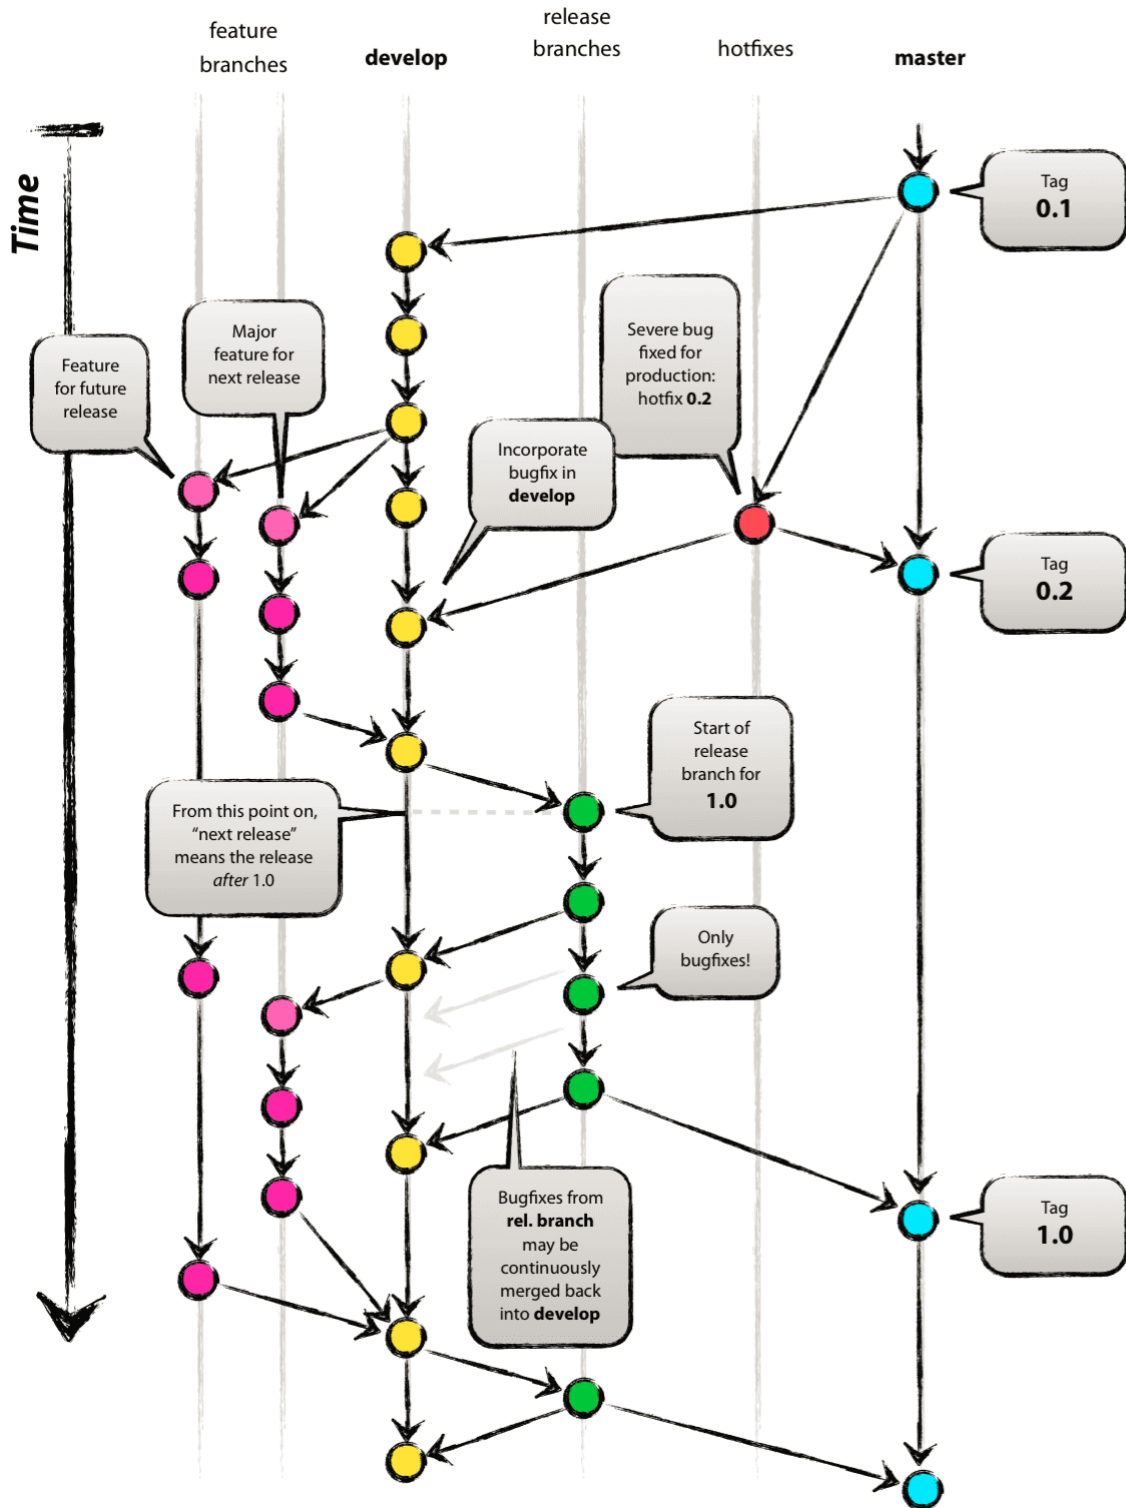 feature
branches
develop
release
branches
hotfixes
master
Time
Tag
0.1
Major
feature for
next release
Severe bug
fixed for
production:
hotfix 0.2
Feature
for future
release
Incorporate
bugfix in
develop
Tag
0.2
Start of
release
branch for
1.0
From this point on,
“next release”
means the release
after 1.0
Only
bugfixes!
Bugfixes from
rel. branch
may be
continuously
merged back
into develop
Tag
1.0